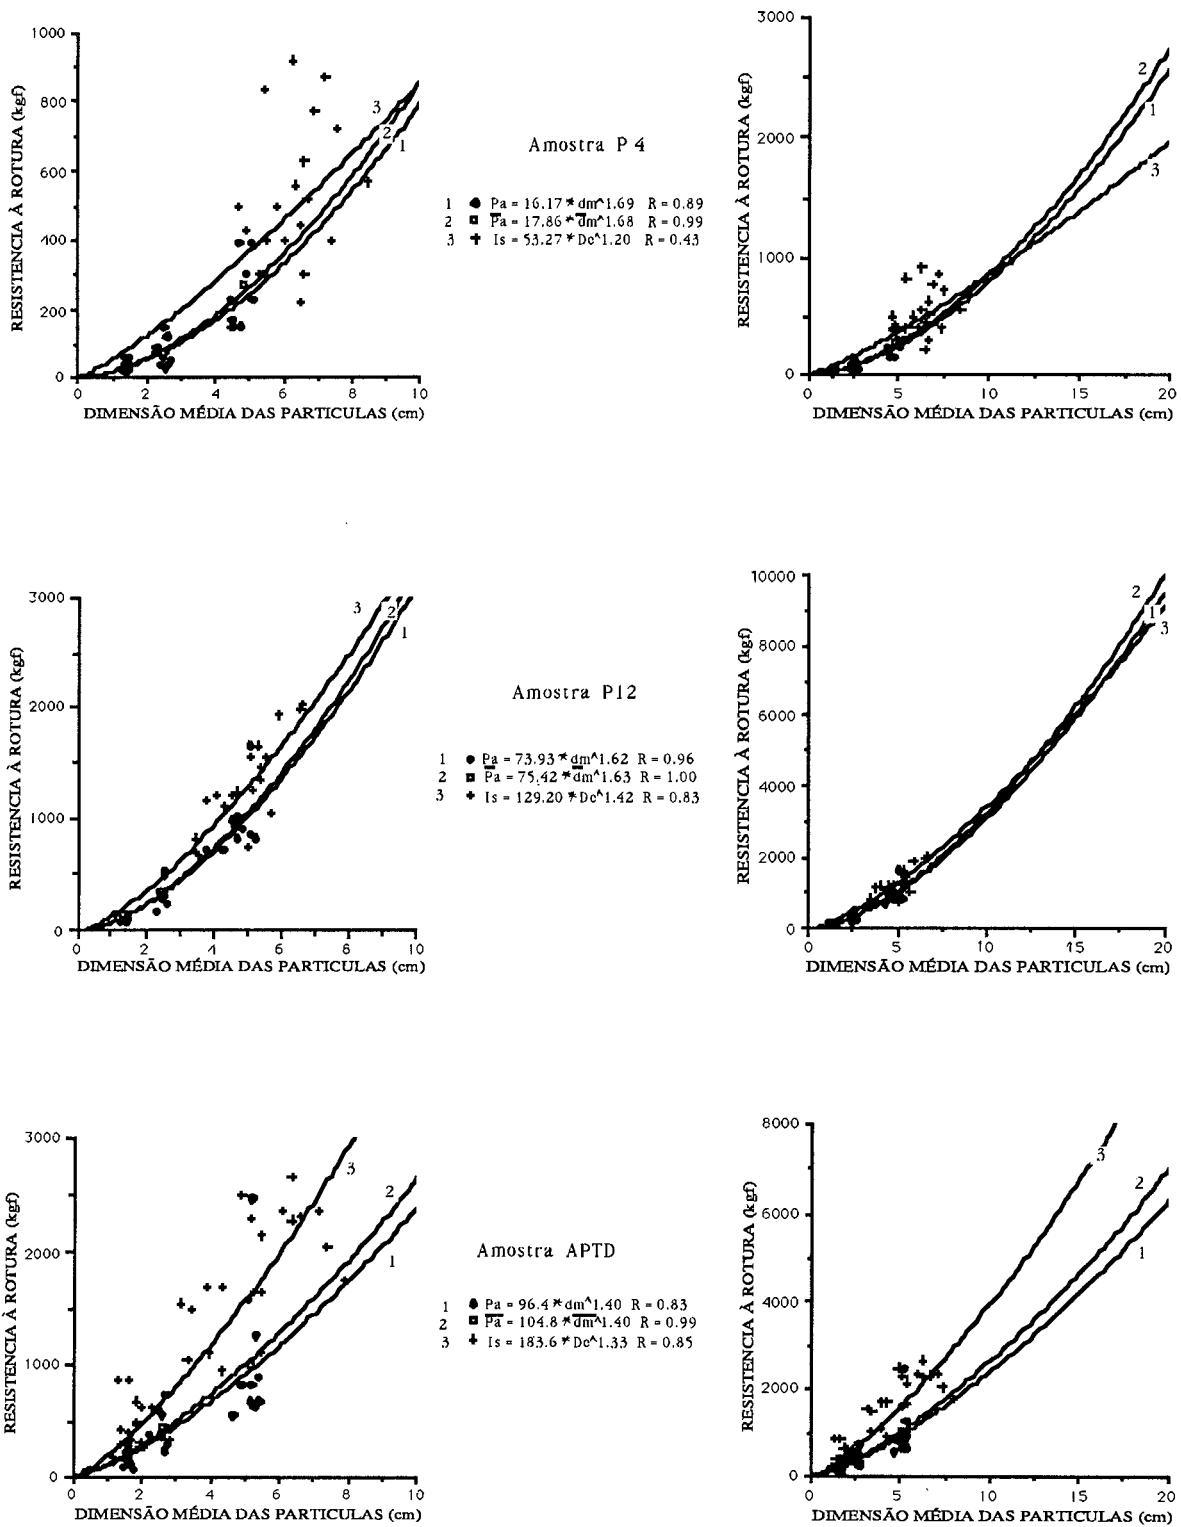 RESISTENCIA À ROTURA (kgf)
1000
800
600
400
200
0
0 2 4 6 8 10
DIMENSÃO MÉDIA DAS PARTICULAS (cm)
3
2
1
Amostra P 4
1 Pa = 16.17 * dm^1.69 R = 0.89
2 P̅a = 17.86 * d̅m^1.68 R = 0.99
3 + Is = 53.27 * De^1.20 R = 0.43
RESISTENCIA À ROTURA (kgf)
3000
2000
1000
0
0 5 10 15 20
DIMENSÃO MÉDIA DAS PARTICULAS (cm)
2
1
3
RESISTENCIA À ROTURA (kgf)
3000
2000
1000
0
0 2 4 6 8 10
DIMENSÃO MÉDIA DAS PARTICULAS (cm)
3
2
1
Amostra P12
1 Pa = 73.93 * dm^1.62 R = 0.96
2 P̅a = 75.42 * d̅m^1.63 R = 1.00
3 + Is = 129.20 * De^1.42 R = 0.83
RESISTENCIA À ROTURA (kgf)
10000
8000
6000
4000
2000
0
0 5 10 15 20
DIMENSÃO MÉDIA DAS PARTICULAS (cm)
2
1
3
RESISTENCIA À ROTURA (kgf)
3000
2000
1000
0
0 2 4 6 8 10
DIMENSÃO MÉDIA DAS PARTICULAS (cm)
3
2
1
Amostra APTD
1 Pa = 96.4 * dm^1.40 R = 0.83
2 P̅a = 104.8 * d̅m^1.40 R = 0.99
3 + Is = 183.6 * De^1.33 R = 0.85
RESISTENCIA À ROTURA (kgf)
8000
6000
4000
2000
0
0 5 10 15 20
DIMENSÃO MÉDIA DAS PARTICULAS (cm)
3
2
1